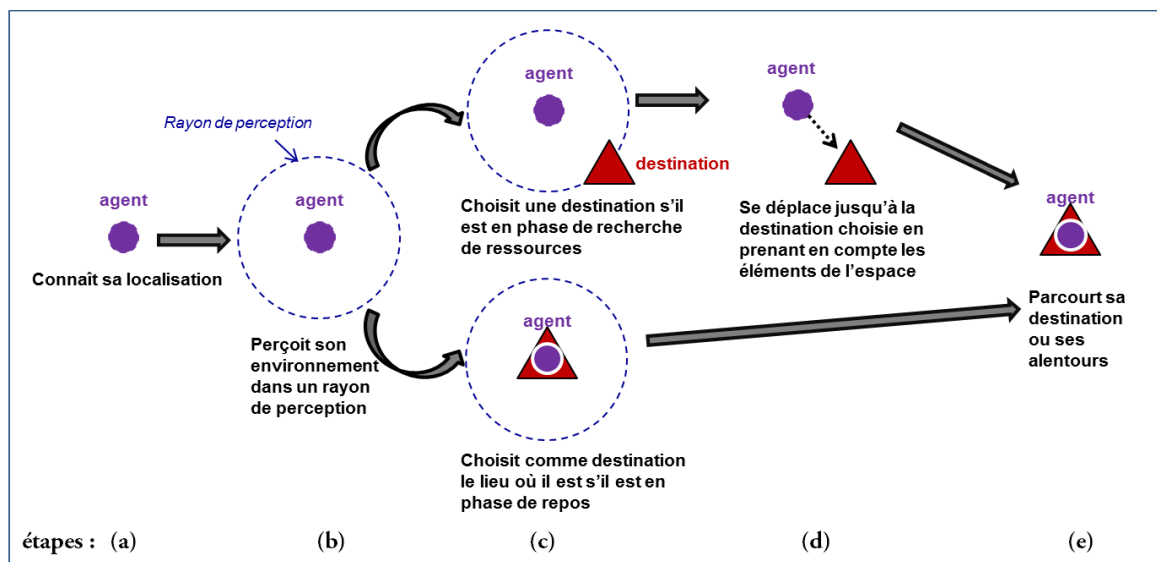 agent
Connaît sa localisation
Rayon de perception
agent
Perçoit son
environnement
dans un rayon
de perception
agent
destination
Choisit une destination s’il
est en phase de recherche
de ressources
agent
Choisit comme destination
le lieu où il est s’il est en
phase de repos
agent
Se déplace jusqu’à la
destination choisie en
prenant en compte les
éléments de l’espace
agent
Parcourt sa
destination
ou ses
alentours
étapes : (a) (b) (c) (d) (e)